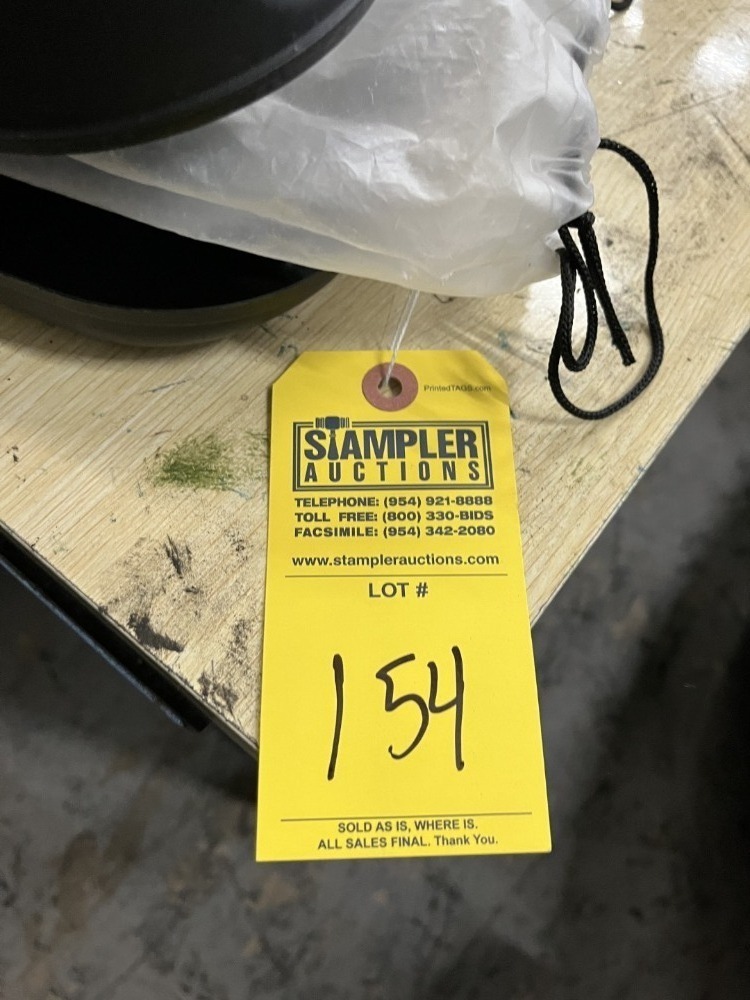 PrintedTAGS.com
STAMPLER
AUCTIONS
TELEPHONE: (954) 921-8888
TOLL FREE: (800) 330-BIDS
FACSIMILE: (954) 342-2080
www.stamplerauctions.com
LOT #
154
SOLD AS IS, WHERE IS.
ALL SALES FINAL. Thank You.